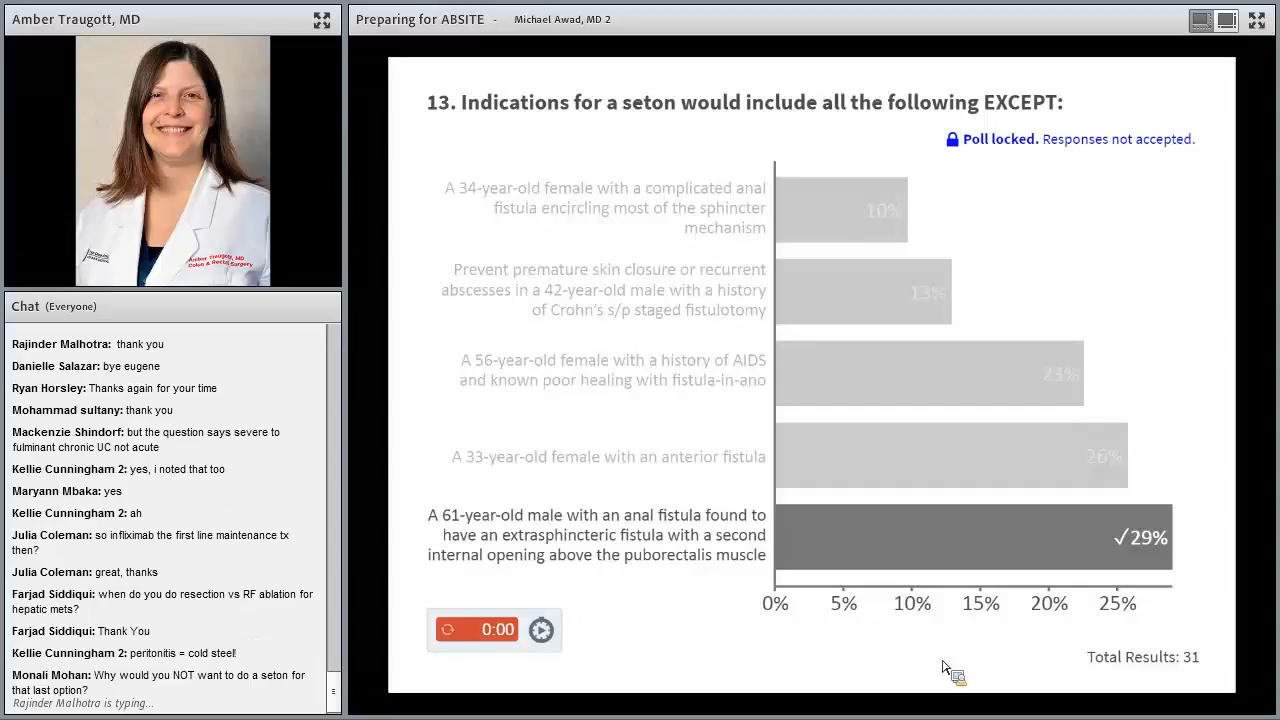 Amber Traugott, MD
Amber Traugott, MD
Colon & Rectal Surgery
Chat (Everyone)
Rajinder Malhotra: thank you
Danielle Salazar: bye eugene
Ryan Horsley: Thanks again for your time
Mohammad sultany: thank you
Mackenzie Shindorf: but the question says severe to
fulminant chronic UC not acute
Kellie Cunningham 2: yes, i noted that too
Maryann Mbaka: yes
Kellie Cunningham 2: ah
Julia Coleman: so infliximab the first line maintenance tx
then?
Julia Coleman: great, thanks
Farjad Siddiqui: when do you do resection vs RF ablation for
hepatic mets?
Farjad Siddiqui: Thank You
Kellie Cunningham 2: peritonitis = cold steel!
Monali Mohan: Why would you NOT want to do a seton for
that last option?
Rajinder Malhotra is typing...
Preparing for ABSITE - Michael Awad, MD 2
13. Indications for a seton would include all the following EXCEPT:
Poll locked. Responses not accepted.
A 34-year-old female with a complicated anal
fistula encircling most of the sphincter
mechanism
10%
Prevent premature skin closure or recurrent
abscesses in a 42-year-old male with a history
of Crohn's s/p staged fistulotomy
13%
A 56-year-old female with a history of AIDS
and known poor healing with fistula-in-ano
23%
A 33-year-old female with an anterior fistula
26%
A 61-year-old male with an anal fistula found to
have an extrasphincteric fistula with a second
internal opening above the puborectalis muscle
✓29%
0% 5% 10% 15% 20% 25%
0:00
Total Results: 31